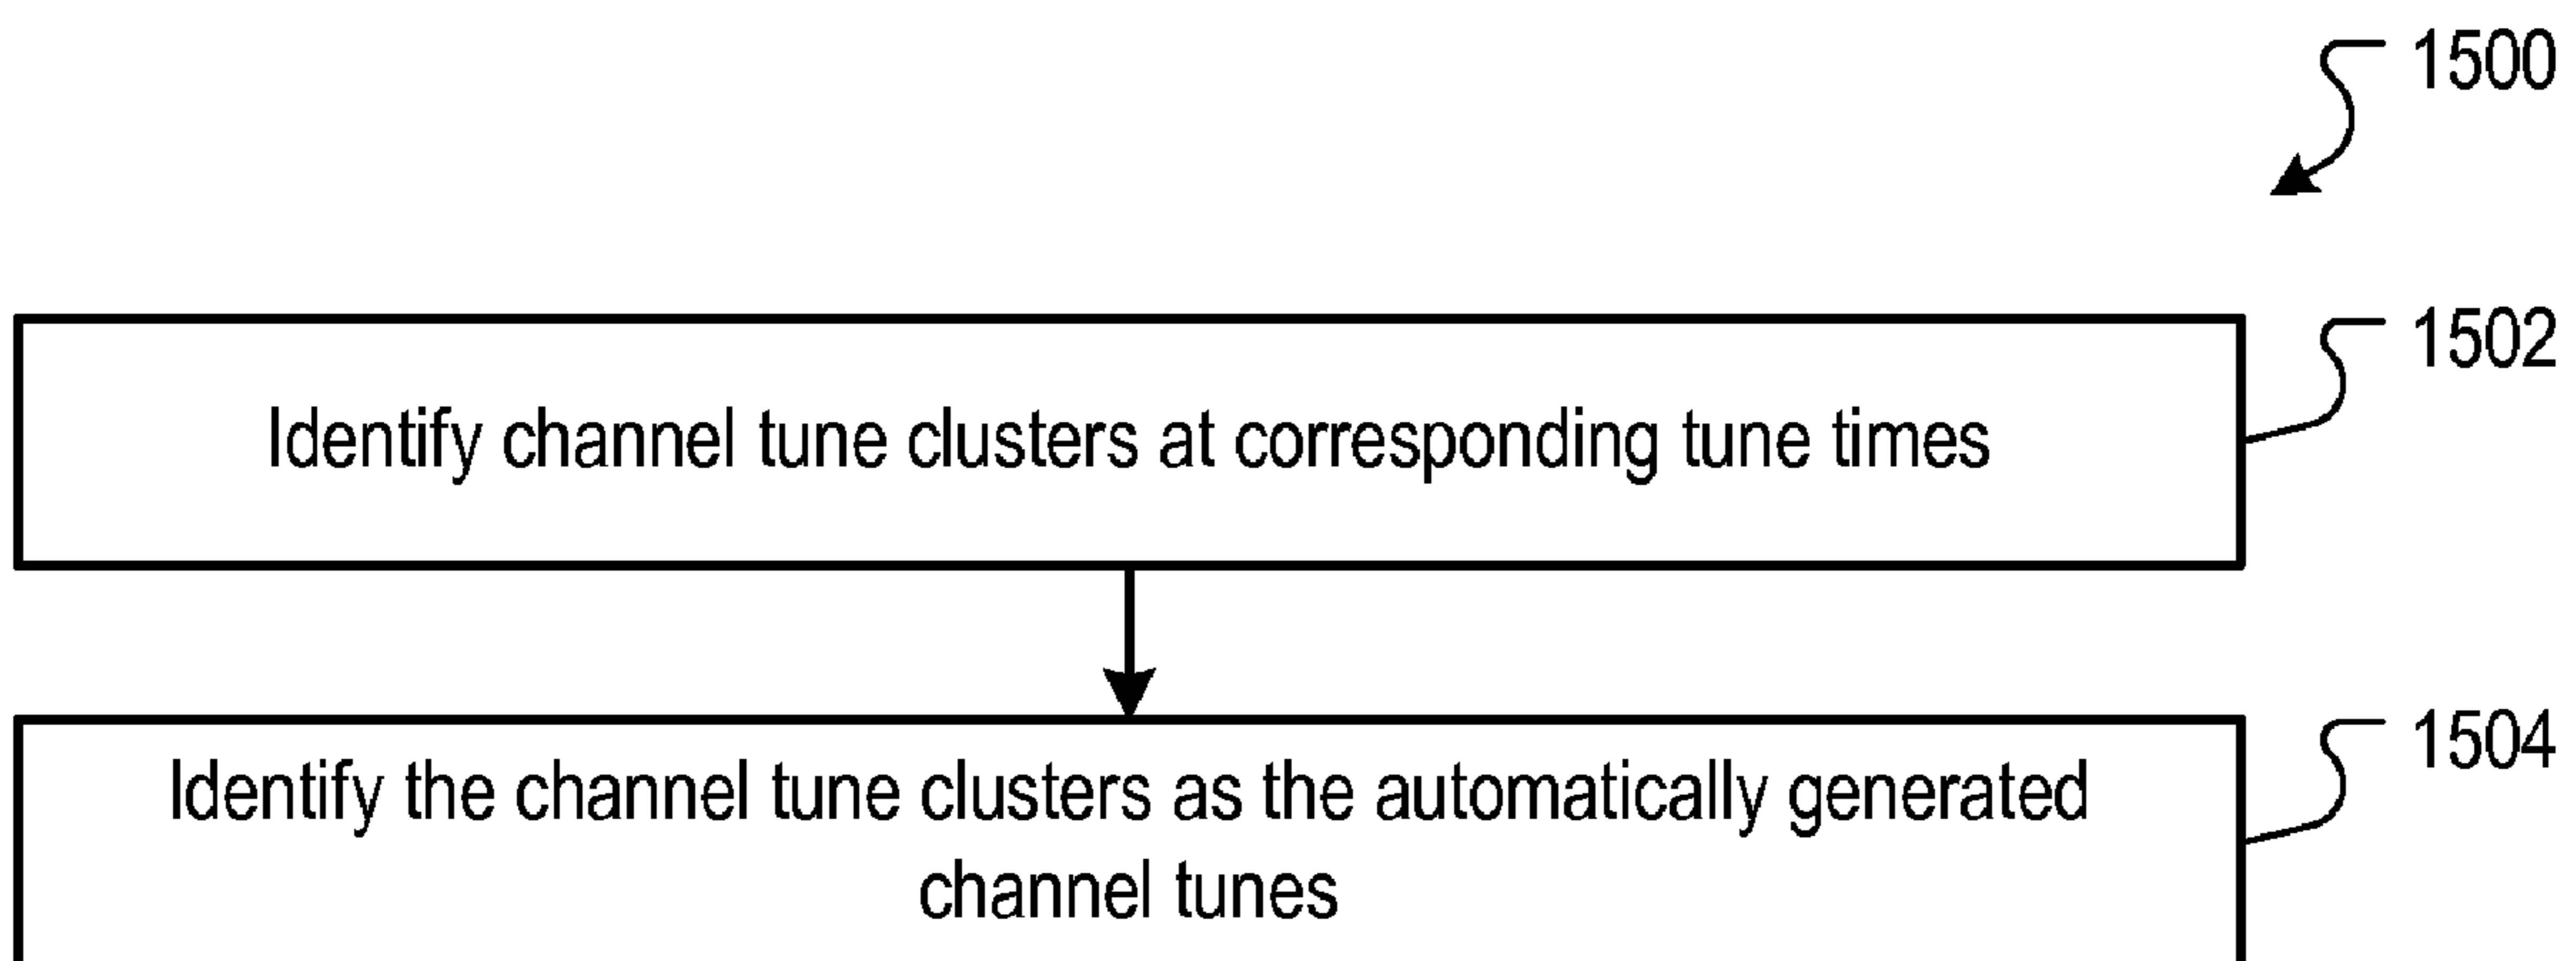 1500
1502
Identify channel tune clusters at corresponding tune times
1504
Identify the channel tune clusters as the automatically generated
channel tunes